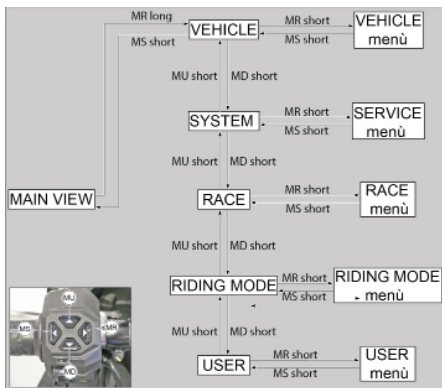 MR long
MS short
VEHICLE
MR short
MS short
VEHICLE
menù
MU short
MD short
SYSTEM
MR short
MS short
SERVICE
menù
MU short
MD short
MAIN VIEW
RACE
MR short
MS short
RACE
menù
MU short
MD short
RIDING MODE
MR short
MS short
RIDING MODE
menù
MU short
MD short
USER
MR short
MS short
USER
menù
MU
MS
MR
MD